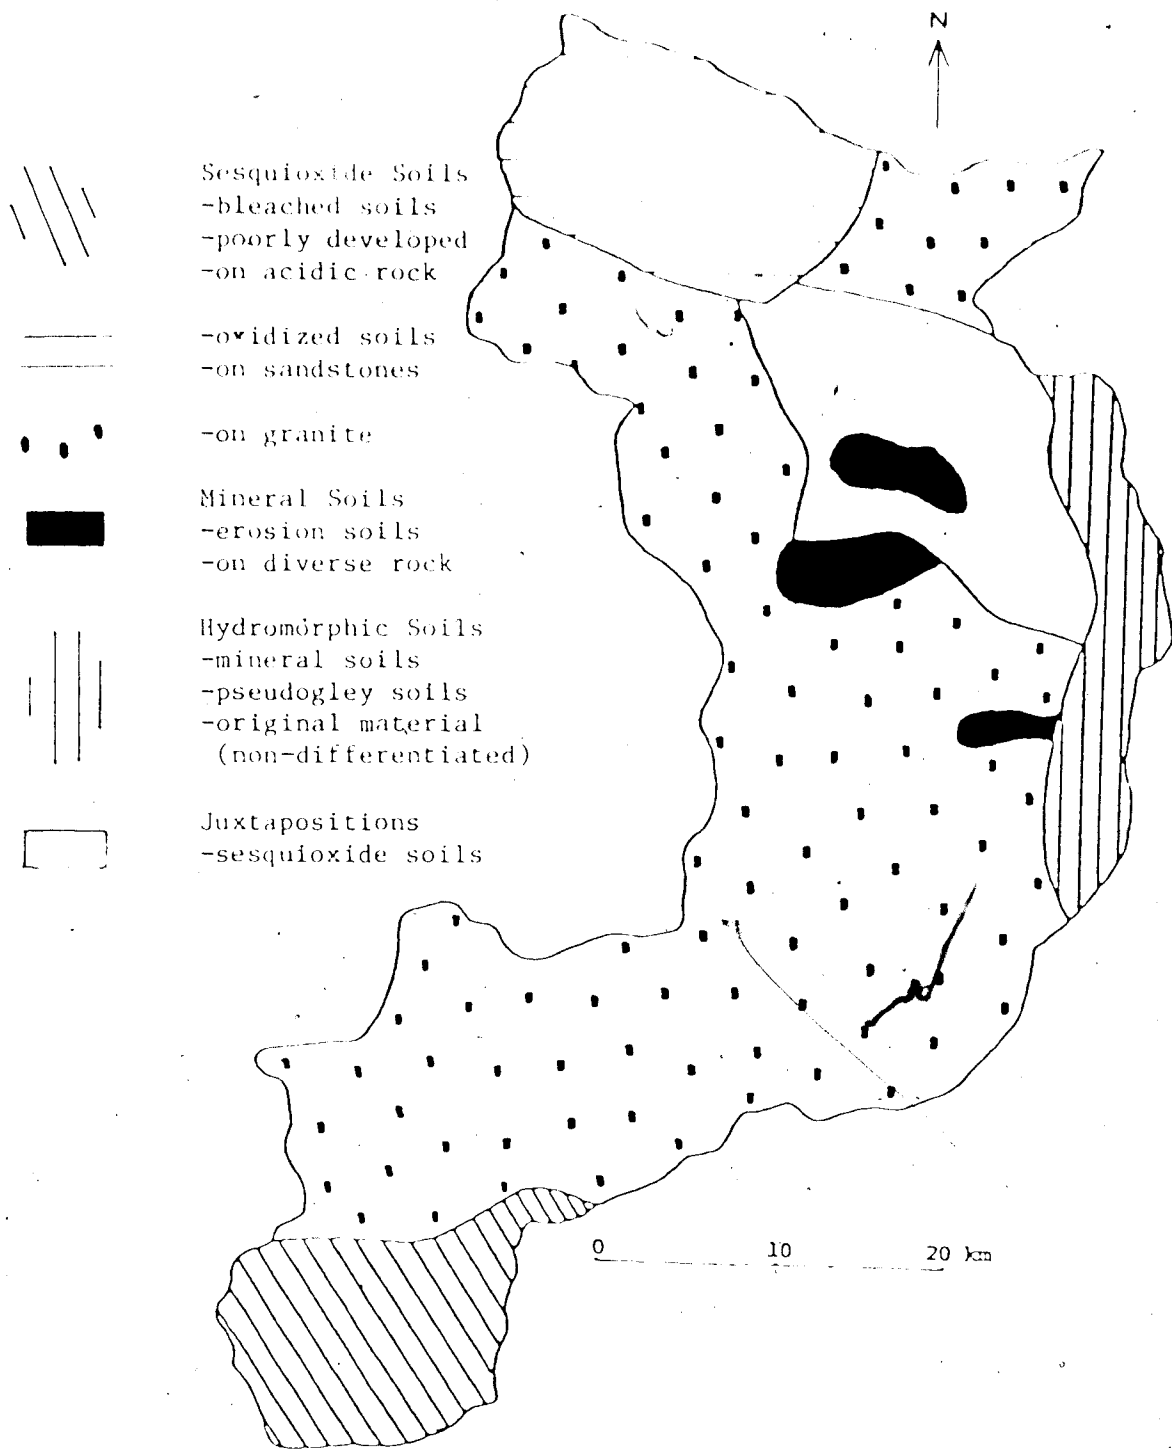 N
Sesquioxide Soils
-bleached soils
-poorly developed
-on acidic rock
-oxidized soils
-on sandstones
-on granite
Mineral Soils
-erosion soils
-on diverse rock
Hydromorphic Soils
-mineral soils
-pseudogley soils
-original material
(non-differentiated)
Juxtapositions
-sesquioxide soils
0 10 20 km